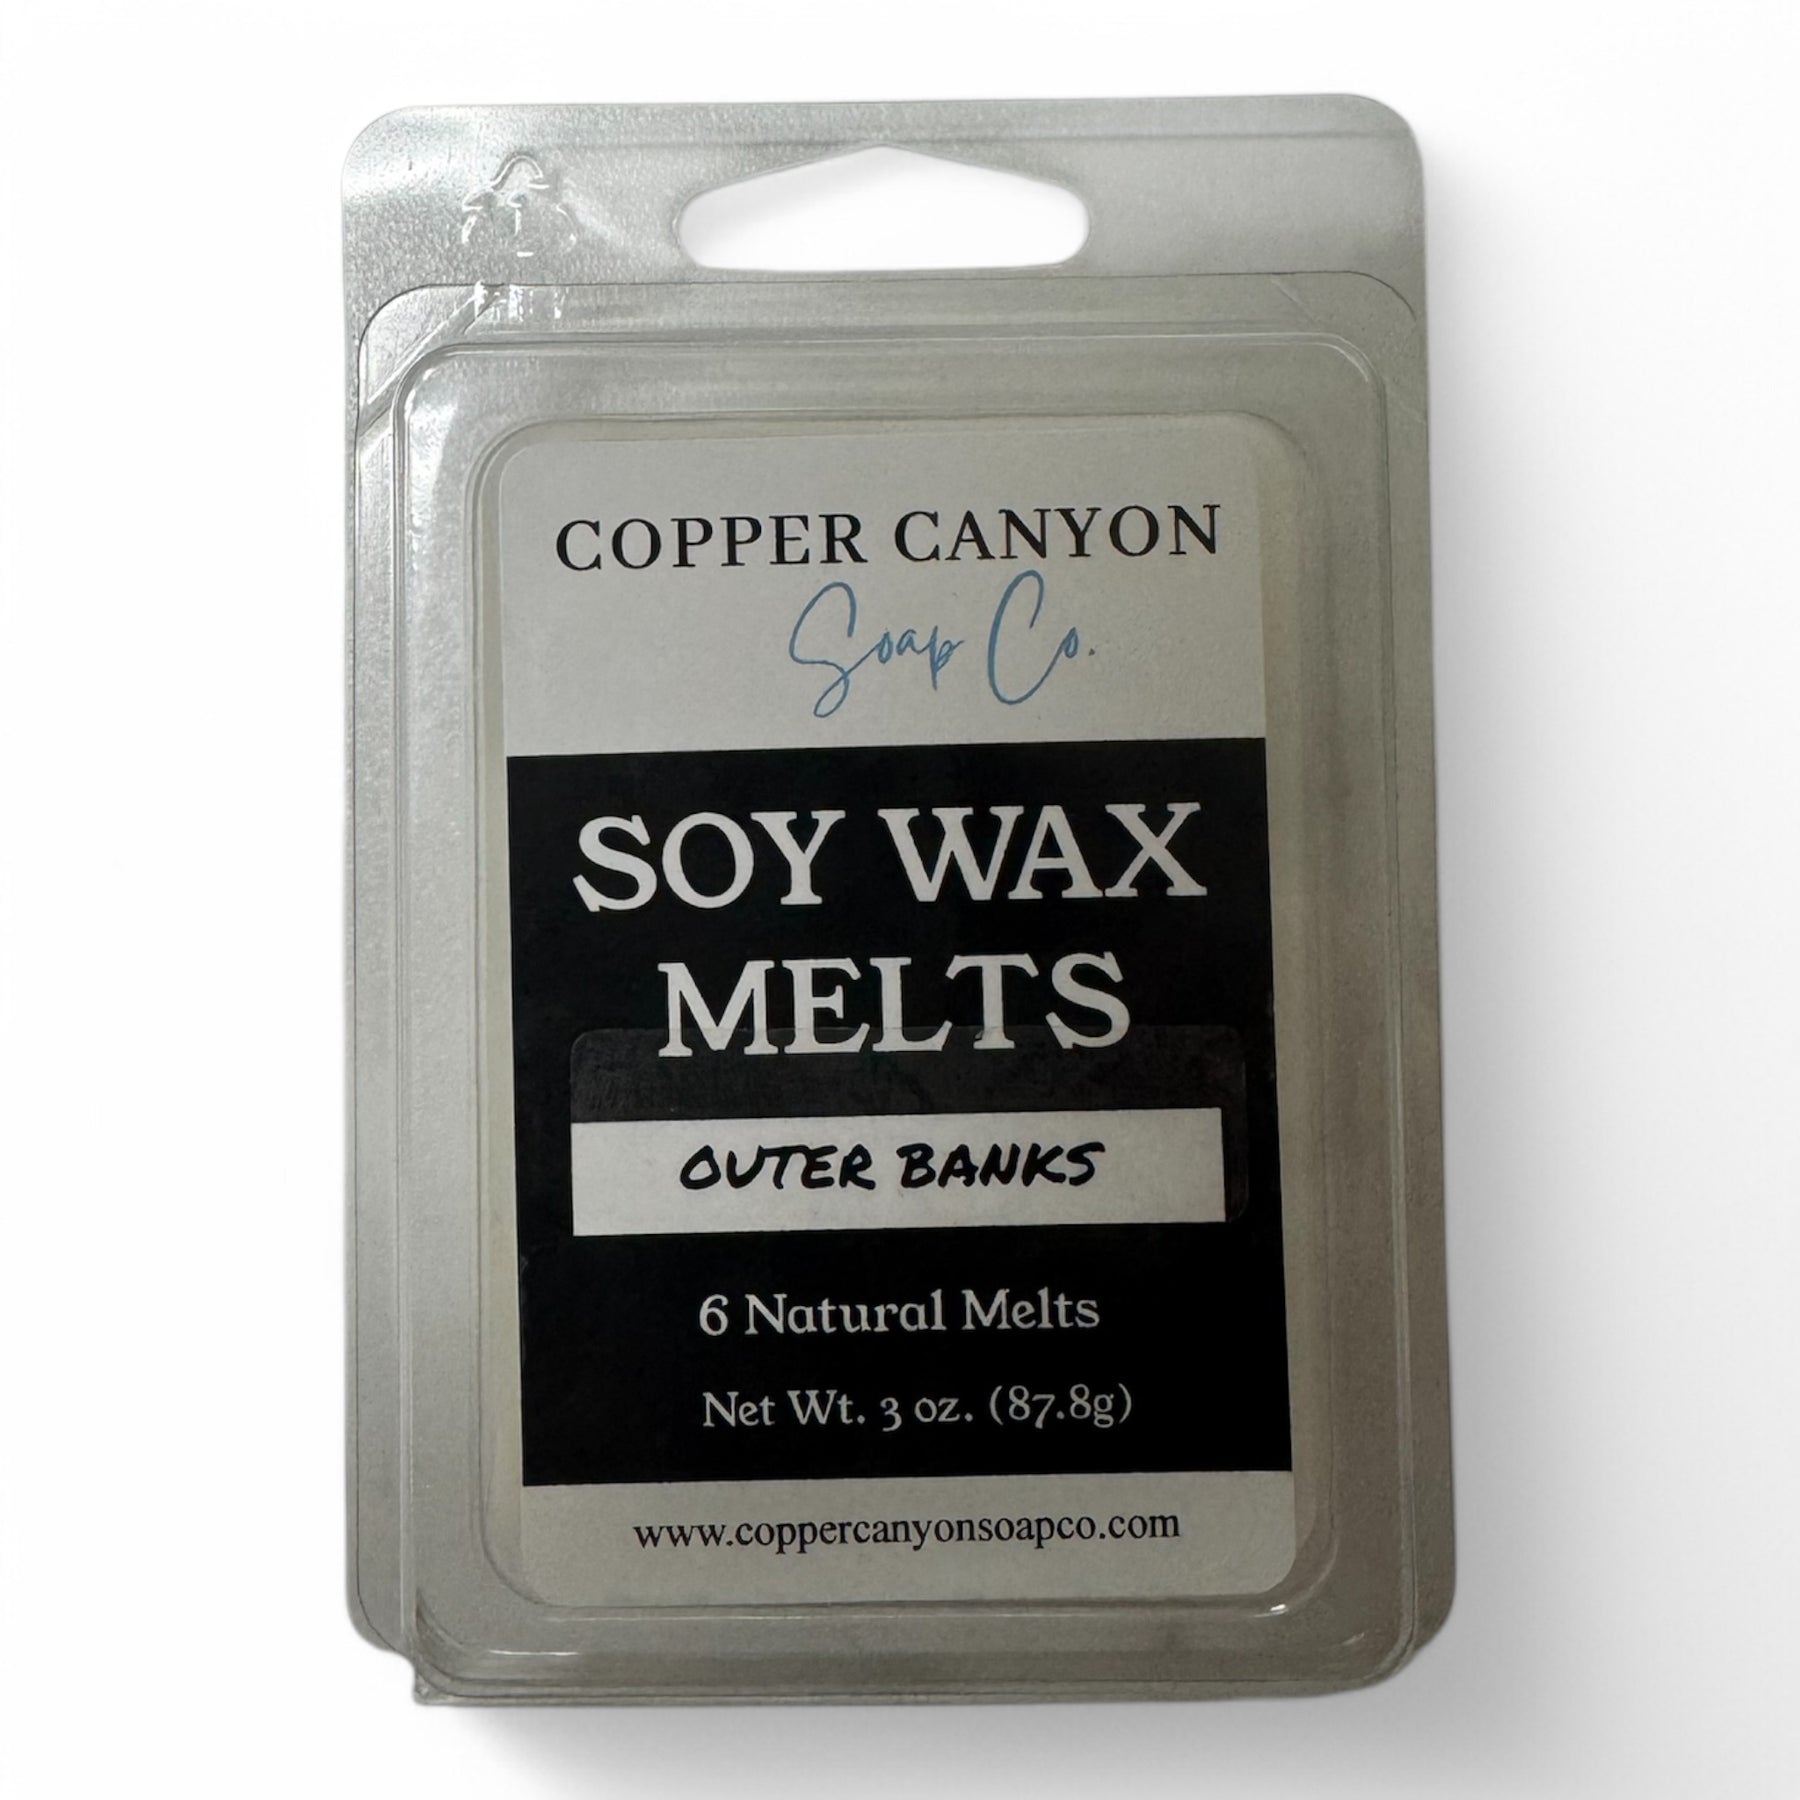 COPPER CANYON
Soap Co.
SOY WAX
MELTS
OUTER BANKS
6 Natural Melts
Net Wt. 3 oz. (87.8g)
www.coppercanyonsoapco.com